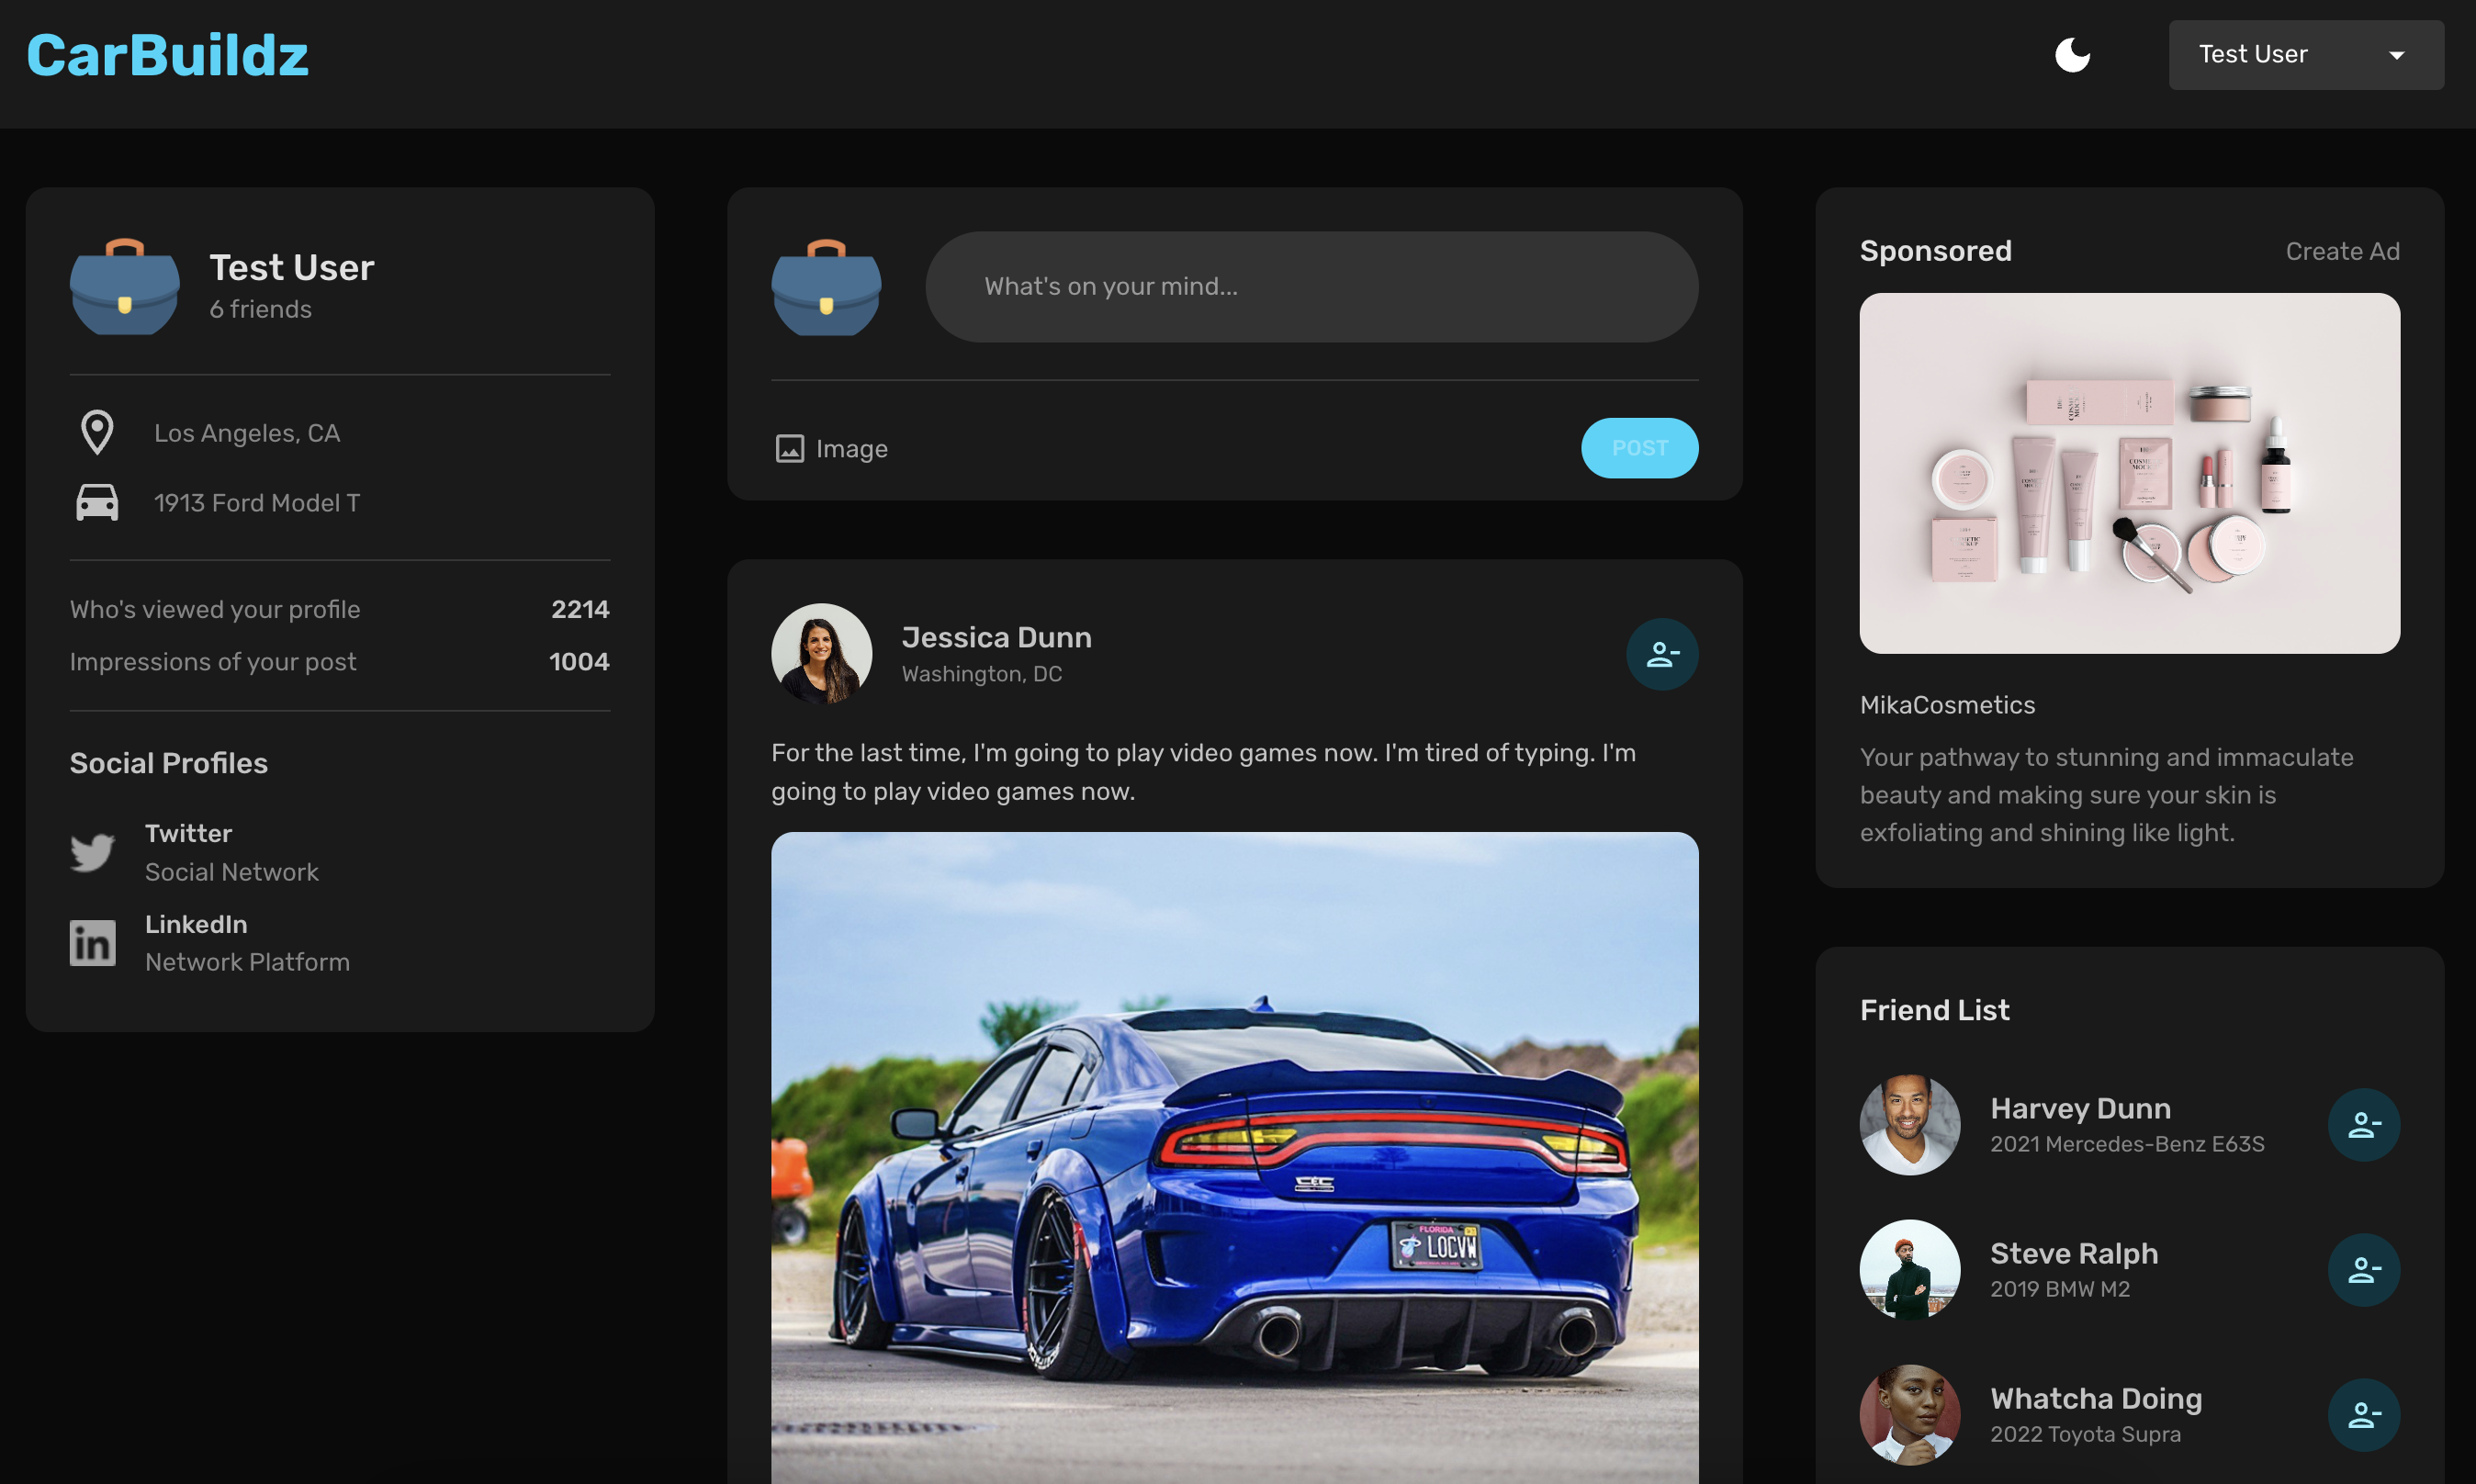 CarBuildz
Test User
Test User
6 friends
Los Angeles, CA
1913 Ford Model T
Who's viewed your profile 2214
Impressions of your post 1004
Social Profiles
Twitter
Social Network
LinkedIn
Network Platform
What's on your mind...
Image
POST
Jessica Dunn
Washington, DC
For the last time, I'm going to play video games now. I'm tired of typing. I'm
going to play video games now.
FLORIDA
LOCVW
Sponsored
Create Ad
MikaCosmetics
Your pathway to stunning and immaculate
beauty and making sure your skin is
exfoliating and shining like light.
Friend List
Harvey Dunn
2021 Mercedes-Benz E63S
Steve Ralph
2019 BMW M2
Whatcha Doing
2022 Toyota Supra